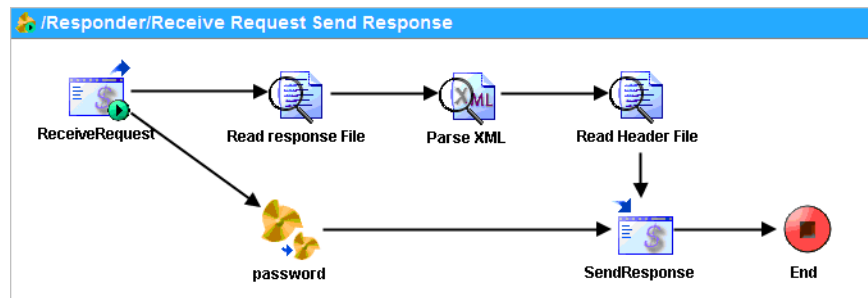 /Responder/Receive Request Send Response
ReceiveRequest
Read response File
Parse XML
Read Header File
password
SendResponse
End